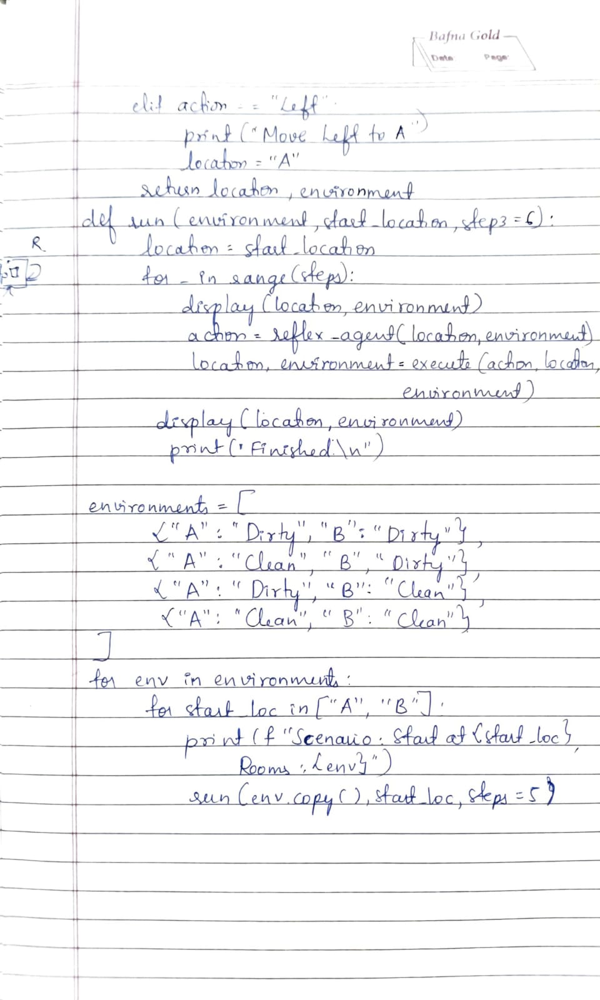 Bafna Gold
Date: Page:
elif action == "Left".
print ("Move Left to A")
location = "A"
return location, environment
def run (environment, start_location, steps = 6):
location = start_location
R
for _ in range(steps):
display (location, environment)
action = reflex_agent(location, environment)
location, environment = execute (action, location,
environment)
display (location, environment)
print (" Finished.\n")
environments = [
{"A" : "Dirty", "B": "Dirty"},
{ "A" : "Clean", "B", "Dirty"},
{ "A" : "Dirty", "B": "Clean"},
{"A": "Clean", "B": "Clean"}
]
for env in environments:
for start_loc in ["A", "B"].
print (f "Scenario: Start at {start_loc},
Rooms : {env}")
run (env.copy(), start_loc, steps = 5)